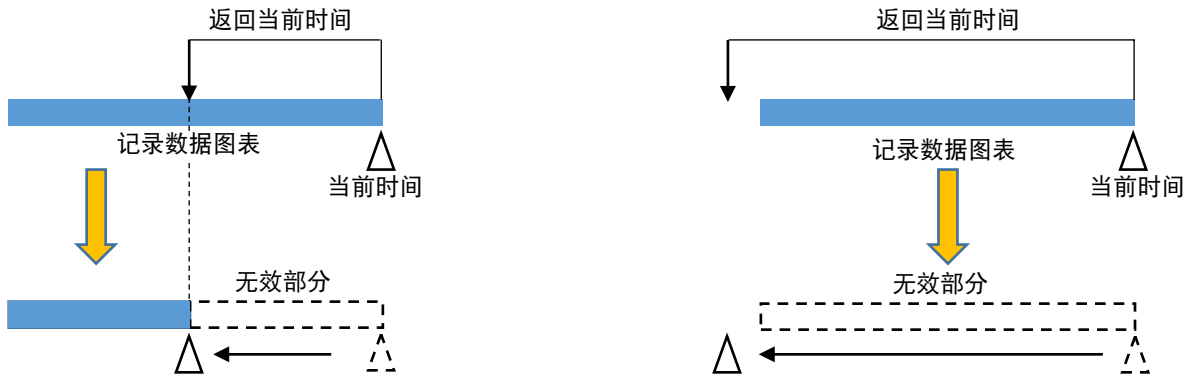 返回当前时间
记录数据图表
当前时间
无效部分
返回当前时间
记录数据图表
当前时间
无效部分